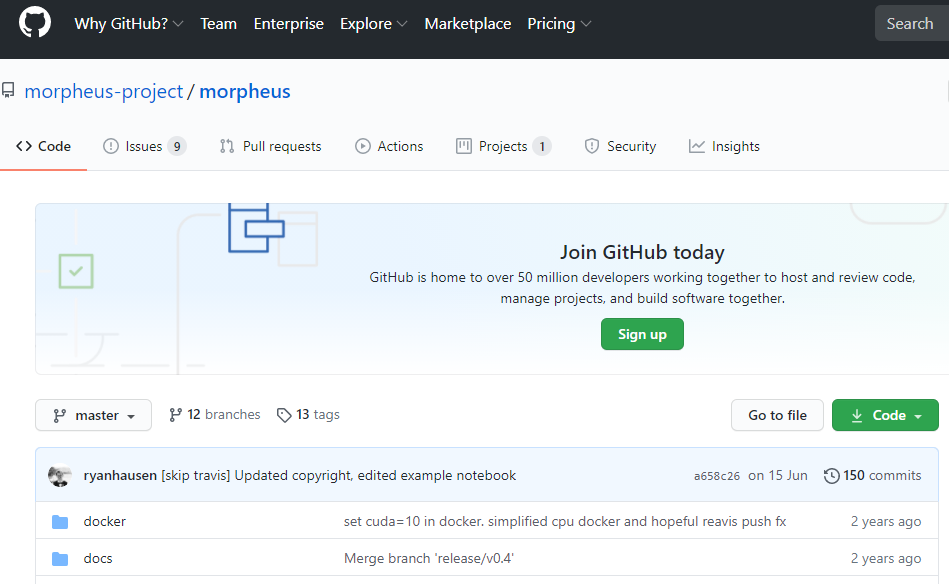 Why GitHub? Team Enterprise Explore Marketplace Pricing Search
morpheus-project / morpheus
Code Issues 9 Pull requests Actions Projects 1 Security Insights
Join GitHub today
GitHub is home to over 50 million developers working together to host and review code,
manage projects, and build software together.
Sign up
master 12 branches 13 tags Go to file Code
ryanhausen [skip travis] Updated copyright, edited example notebook a658c26 on 15 Jun 150 commits
docker set cuda=10 in docker. simplified cpu docker and hopeful reavis push fx 2 years ago
docs Merge branch 'release/v0.4' 2 years ago